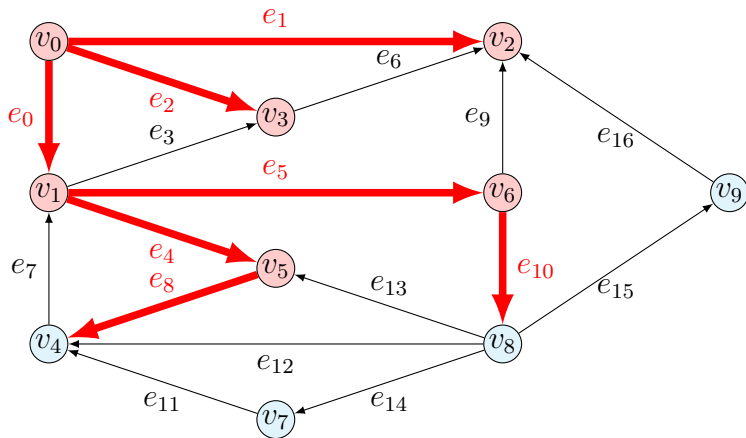 e₁
v₀
v₂
e₆
e₂
e₀
v₃
e₃
e₉
e₁₆
e₅
v₁
v₆
v₉
e₄
e₇
v₅
e₁₀
e₈
e₁₃
e₁₅
v₄
v₈
e₁₂
e₁₁
e₁₄
v₇